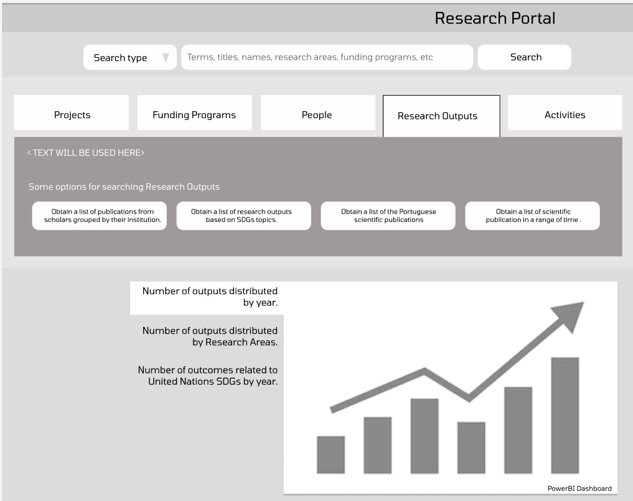 Research Portal
Search type
Terms, titles, names, research areas, funding programs, etc
Search
Projects
Funding Programs
People
Research Outputs
Activities
< TEXT WILL BE USED HERE>
Some options for searching Research Outputs
Obtain a list of publications from
scholars grouped by their institution.
Obtain a list of research outputs
based on SDGs topics.
Obtain a list of the Portuguese
scientific publications
Obtain a list of scientific
publication in a range of time .
Number of outputs distributed
by year.
Number of outputs distributed
by Research Areas.
Number of outcomes related to
United Nations SDGs by year.
PowerBI Dashboard